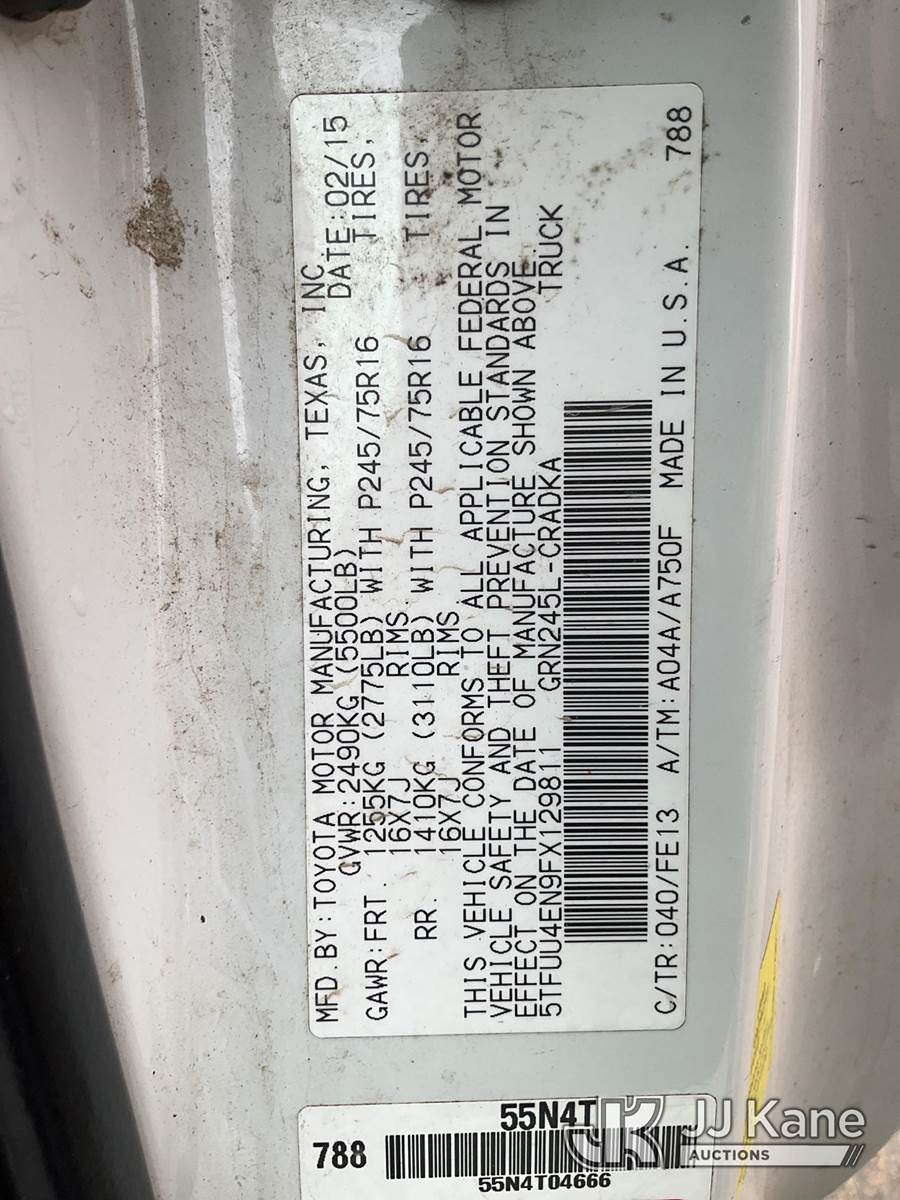 MFD.BY:TOYOTA MOTOR MANUFACTURING, TEXAS, INC.
GVWR:2490KG(5500LB) DATE:02/15
GAWR:FRT. 1255KG (2775LB) WITH P245/75R16 TIRES,
16X7J RIMS
RR. 1410KG (3110LB) WITH P245/75R16 TIRES,
16X7J RIMS
THIS VEHICLE CONFORMS TO ALL APPLICABLE FEDERAL MOTOR
VEHICLE SAFETY AND THEFT PREVENTION STANDARDS IN
EFFECT ON THE DATE OF MANUFACTURE SHOWN ABOVE.
5TFUU4EN9FX129811 GRN245L-CRADKA TRUCK
C/TR:040/FE13 A/TM:A04A/A750F MADE IN U.S.A. 788
55N4T
788
55N4T04666
JJ Kane
AUCTIONS